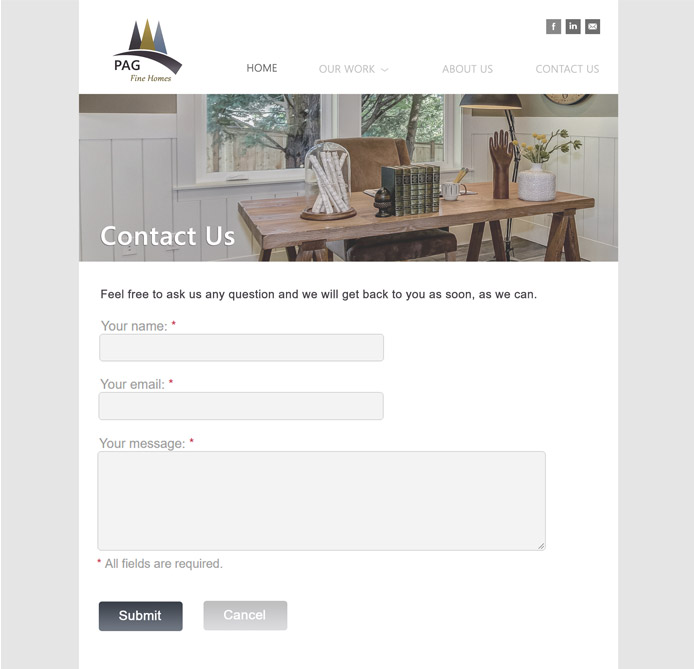 f in
PAG
Fine Homes
HOME OUR WORK ABOUT US CONTACT US
Contact Us
Feel free to ask us any question and we will get back to you as soon, as we can.
Your name: *
Your email: *
Your message: *
* All fields are required.
Submit Cancel